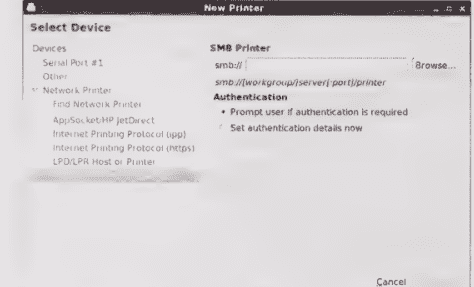 New Printer
Select Device
Devices
Serial Port #1
Other
Network Printer
Find Network Printer
AppSocket/HP JetDirect
Internet Printing Protocol (ipp)
Internet Printing Protocol (https)
LPD/LPR Host or Printer
SMB Printer
smb://
Browse...
smb://[workgroup/]server[:port]/printer
Authentication
Prompt user if authentication is required
Set authentication details now
Cancel